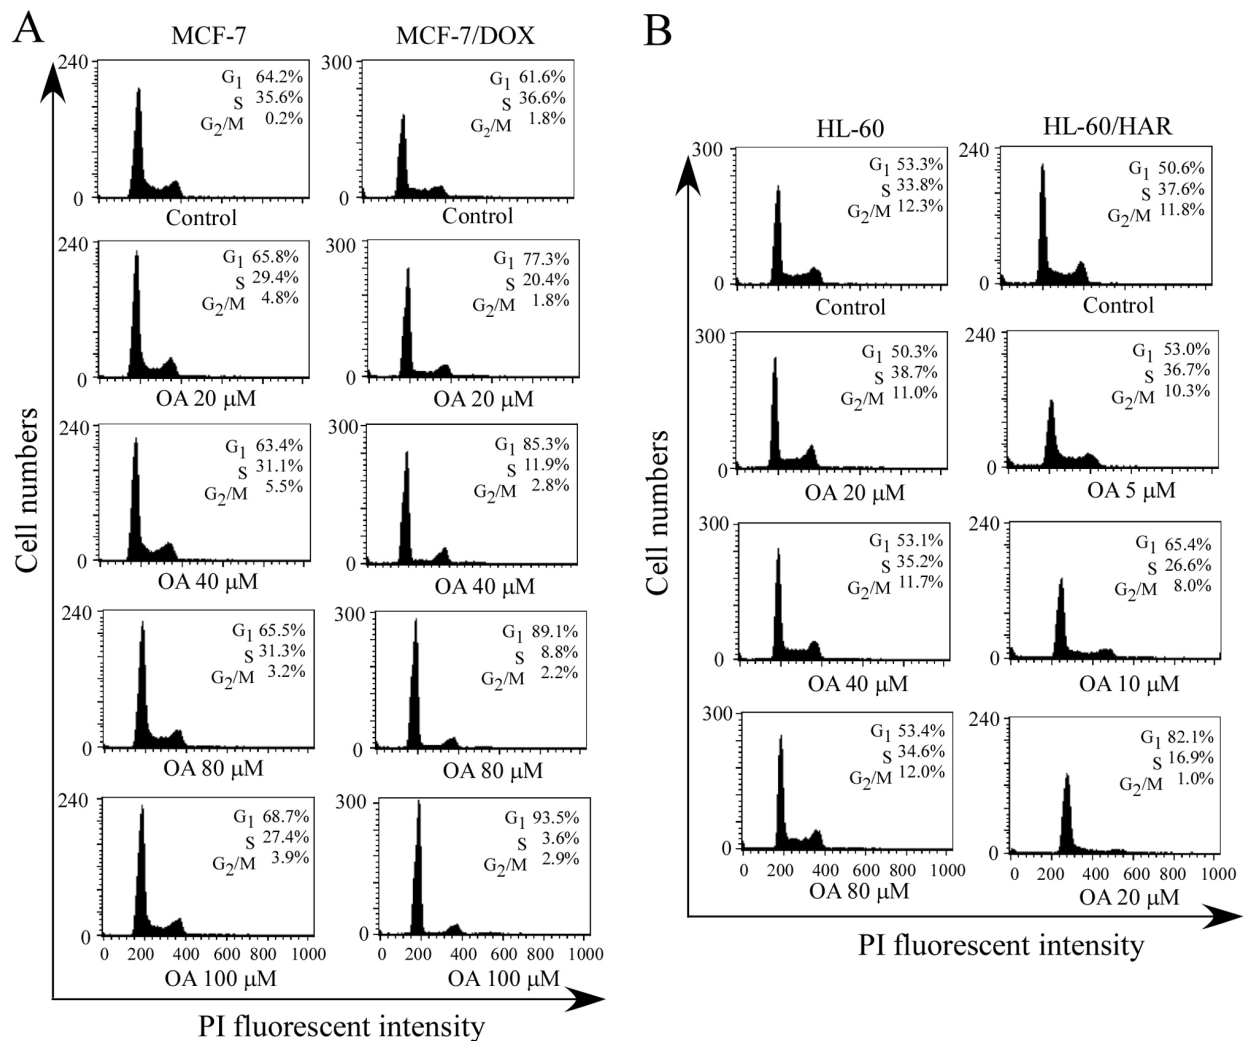 A
MCF-7
MCF-7/DOX
240
G1 64.2%
S 35.6%
G2/M 0.2%
0
Control
300
G1 61.6%
S 36.6%
G2/M 1.8%
0
Control
240
G1 65.8%
S 29.4%
G2/M 4.8%
0
OA 20 μM
300
G1 77.3%
S 20.4%
G2/M 1.8%
0
OA 20 μM
240
G1 63.4%
S 31.1%
G2/M 5.5%
0
OA 40 μM
300
G1 85.3%
S 11.9%
G2/M 2.8%
0
OA 40 μM
240
G1 65.5%
S 31.3%
G2/M 3.2%
0
OA 80 μM
300
G1 89.1%
S 8.8%
G2/M 2.2%
0
OA 80 μM
240
G1 68.7%
S 27.4%
G2/M 3.9%
0
0 200 400 600 800 1000
OA 100 μM
300
G1 93.5%
S 3.6%
G2/M 2.9%
0
0 200 400 600 800 1000
OA 100 μM
Cell numbers
PI fluorescent intensity
B
HL-60
HL-60/HAR
300
G1 53.3%
S 33.8%
G2/M 12.3%
0
Control
240
G1 50.6%
S 37.6%
G2/M 11.8%
0
Control
300
G1 50.3%
S 38.7%
G2/M 11.0%
0
OA 20 μM
240
G1 53.0%
S 36.7%
G2/M 10.3%
0
OA 5 μM
300
G1 53.1%
S 35.2%
G2/M 11.7%
0
OA 40 μM
240
G1 65.4%
S 26.6%
G2/M 8.0%
0
OA 10 μM
300
G1 53.4%
S 34.6%
G2/M 12.0%
0
0 200 400 600 800 1000
OA 80 μM
240
G1 82.1%
S 16.9%
G2/M 1.0%
0
0 200 400 600 800 1000
OA 20 μM
Cell numbers
PI fluorescent intensity